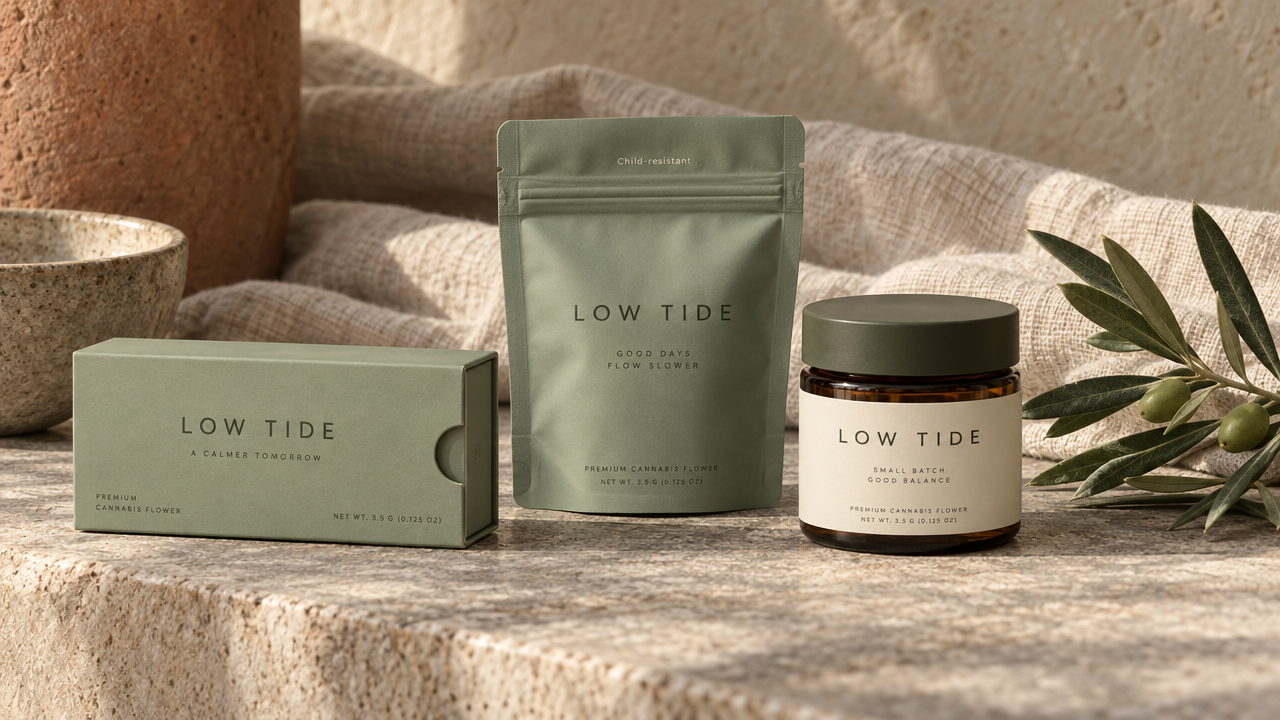 LOW TIDE
A CALMER TOMORROW
PREMIUM
CANNABIS FLOWER
NET WT. 3.5 G (0.125 OZ)
Child-resistant
LOW TIDE
GOOD DAYS
FLOW SLOWER
PREMIUM CANNABIS FLOWER
NET WT. 3.5 G (0.125 OZ)
LOW TIDE
SMALL BATCH
GOOD BALANCE
PREMIUM CANNABIS FLOWER
NET WT. 3.5 G (0.125 OZ)